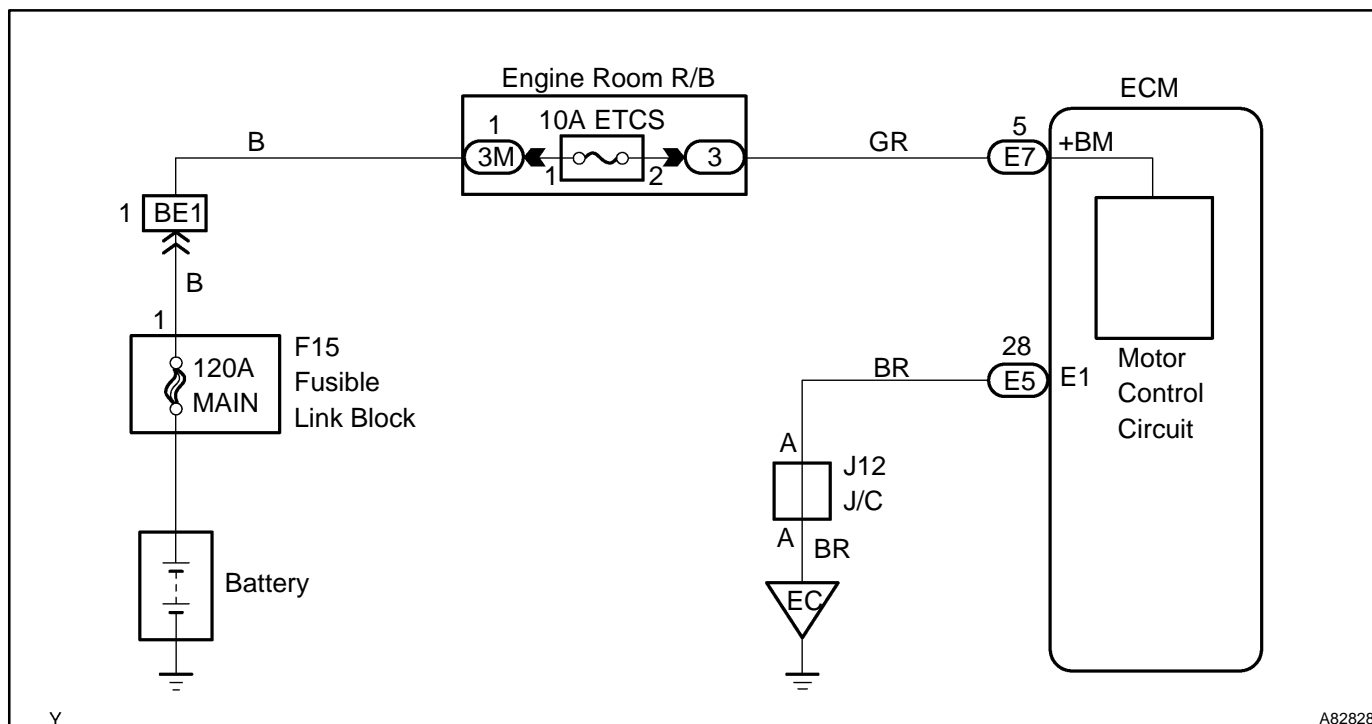 Engine Room R/B
ECM
1
10A ETCS
5
B
3M
1
2
3
GR
E7
+BM
1
BE1
B
1
120A
MAIN
F15
Fusible
Link Block
28
BR
E5
E1
Motor
Control
Circuit
A
J12
J/C
A
BR
EC
Battery
Y
A82828